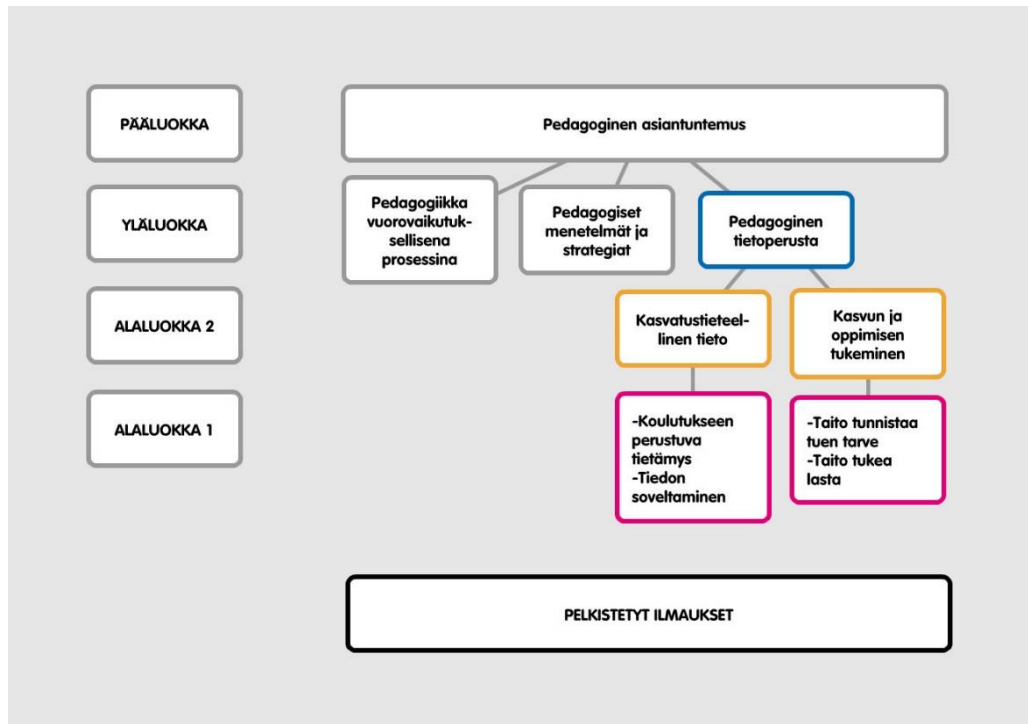 PÄÄLUOKKA
Pedagoginen asiantuntemus
YLÄLUOKKA
Pedagogiikka
vuorovaikutuk-
sellisena
prosessina
Pedagogiset
menetelmät ja
strategiat
Pedagoginen
tietoperusta
ALALUOKKA 2
Kasvatustieteel-
linen tieto
Kasvun ja
oppimisen
tukeminen
ALALUOKKA 1
-Koulutukseen
perustuva
tietämys
-Tiedon
soveltaminen
-Taito tunnistaa
tuen tarve
-Taito tukea
lasta
PELKISTETYT ILMAUKSET